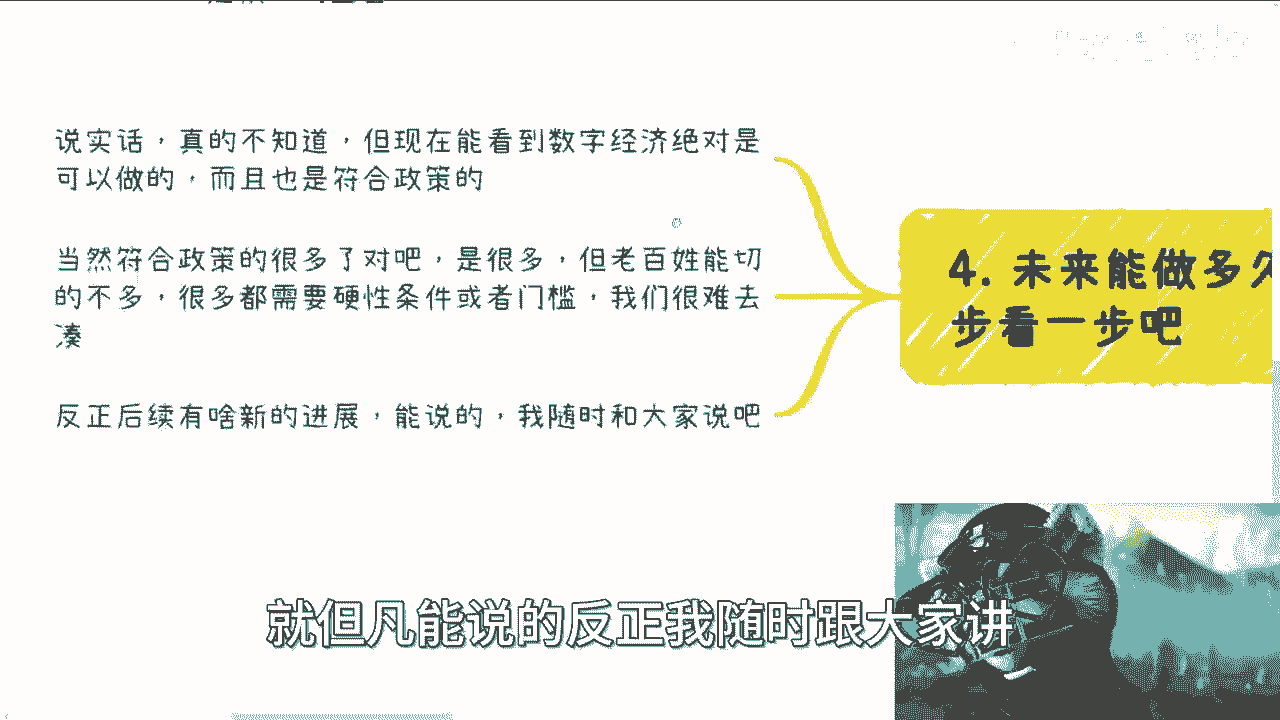 说实话，真的不知道，但现在能看到数字经济绝对是
可以做的，而且也是符合政策的
当然符合政策的很多了对吧，是很多，但老百姓能切
的不多，很多都需要硬性条件或者门槛，我们很难去
凑
反正后续有啥新的进展，能说的，我随时和大家说吧
4. 未来能做多久
步看一步吧
就但凡能说的反正我随时跟大家讲